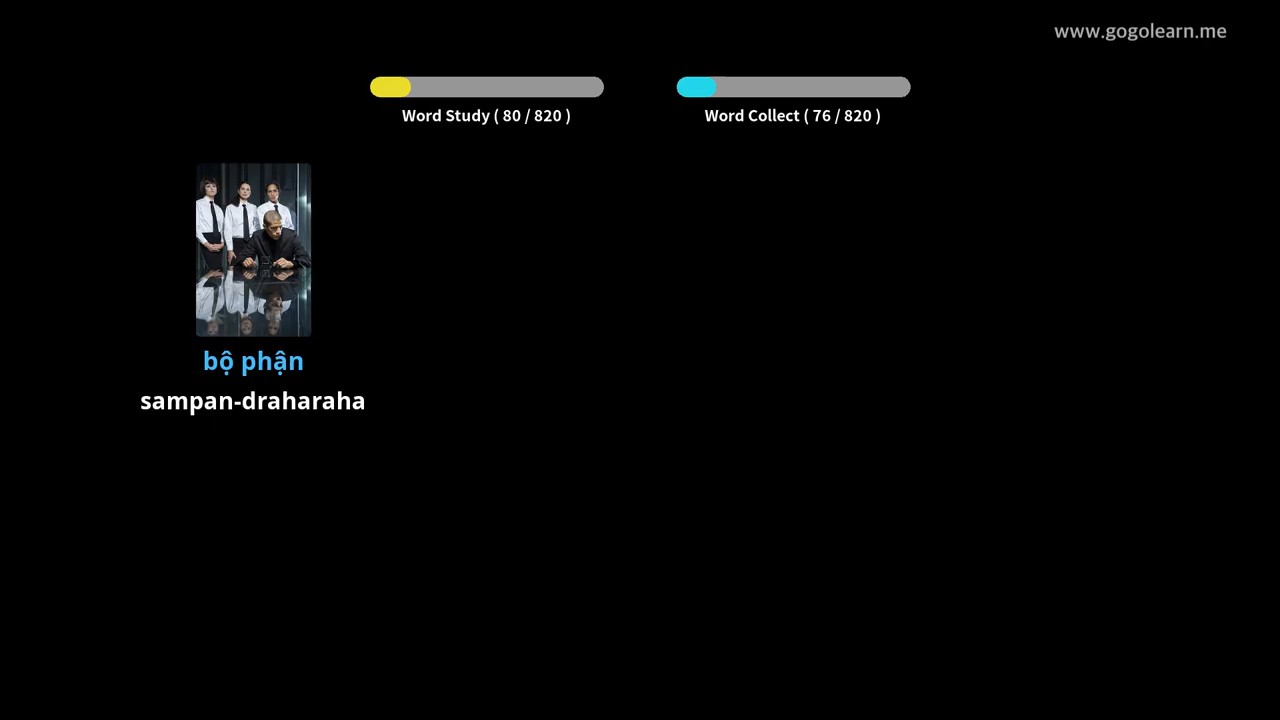 www.gogolearn.me
Word Study ( 80 / 820 )
Word Collect ( 76 / 820 )
bộ phận
sampan-draharaha